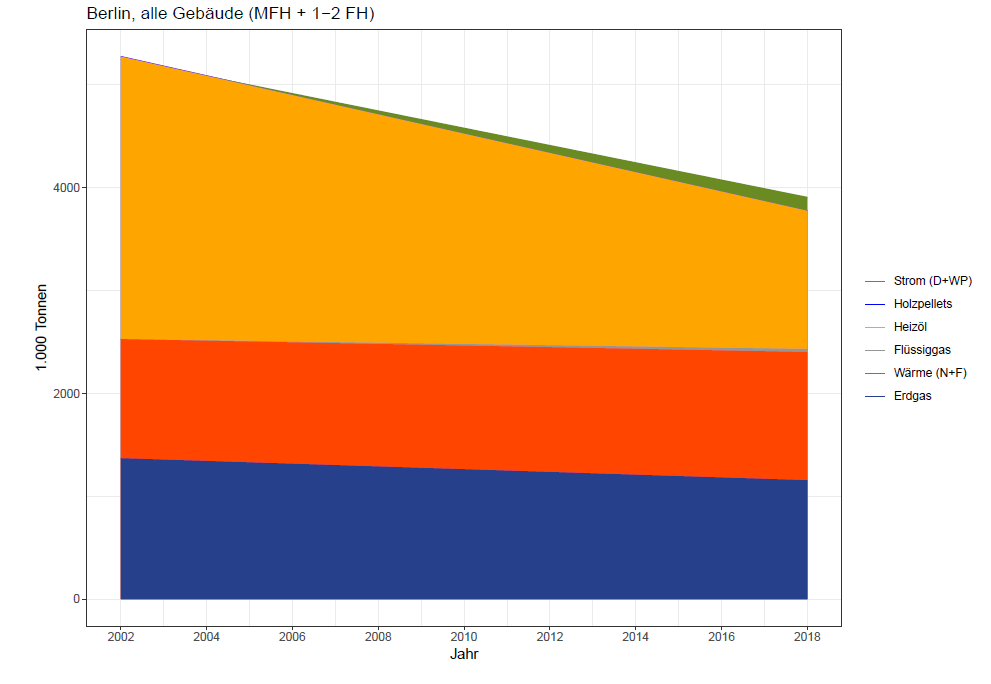 Berlin, alle Gebäude (MFH + 1−2 FH)
1.000 Tonnen
4000
2000
0
2002 2004 2006 2008 2010 2012 2014 2016 2018
Jahr
Strom (D+WP)
Holzpellets
Heizöl
Flüssiggas
Wärme (N+F)
Erdgas